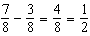 7/8 − 3/8 = 4/8 = 1/2